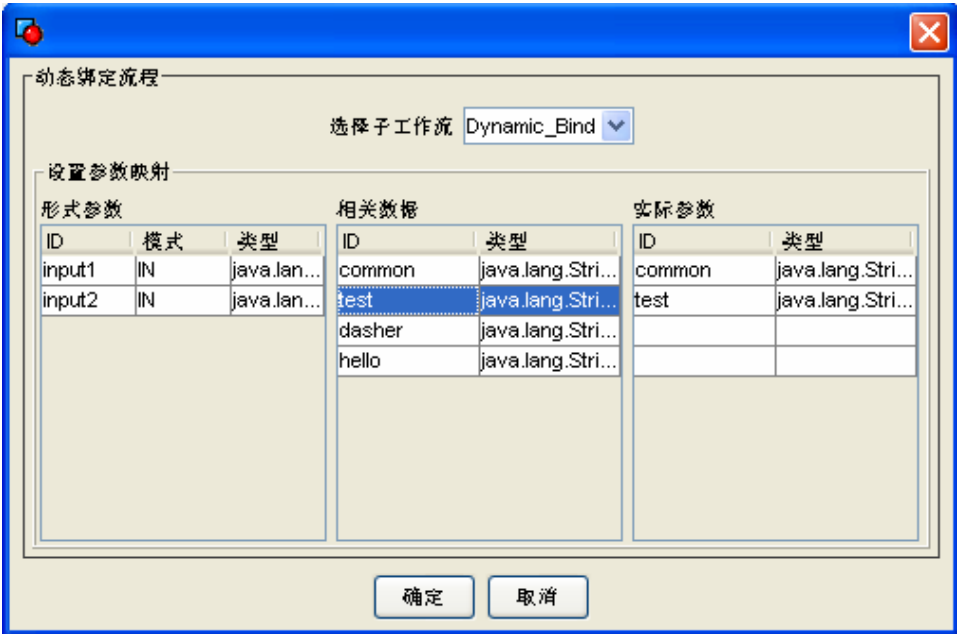 动态绑定流程
选择子工作流 Dynamic_Bind
设置参数映射
形式参数 相关数据 实际参数
ID 模式 类型 ID 类型 ID 类型
input1 IN java.lan... common java.lang.Stri... common java.lang.Stri...
input2 IN java.lan... test java.lang.Stri... test java.lang.Stri...
dasher java.lang.Stri...
hello java.lang.Stri...
确定 取消